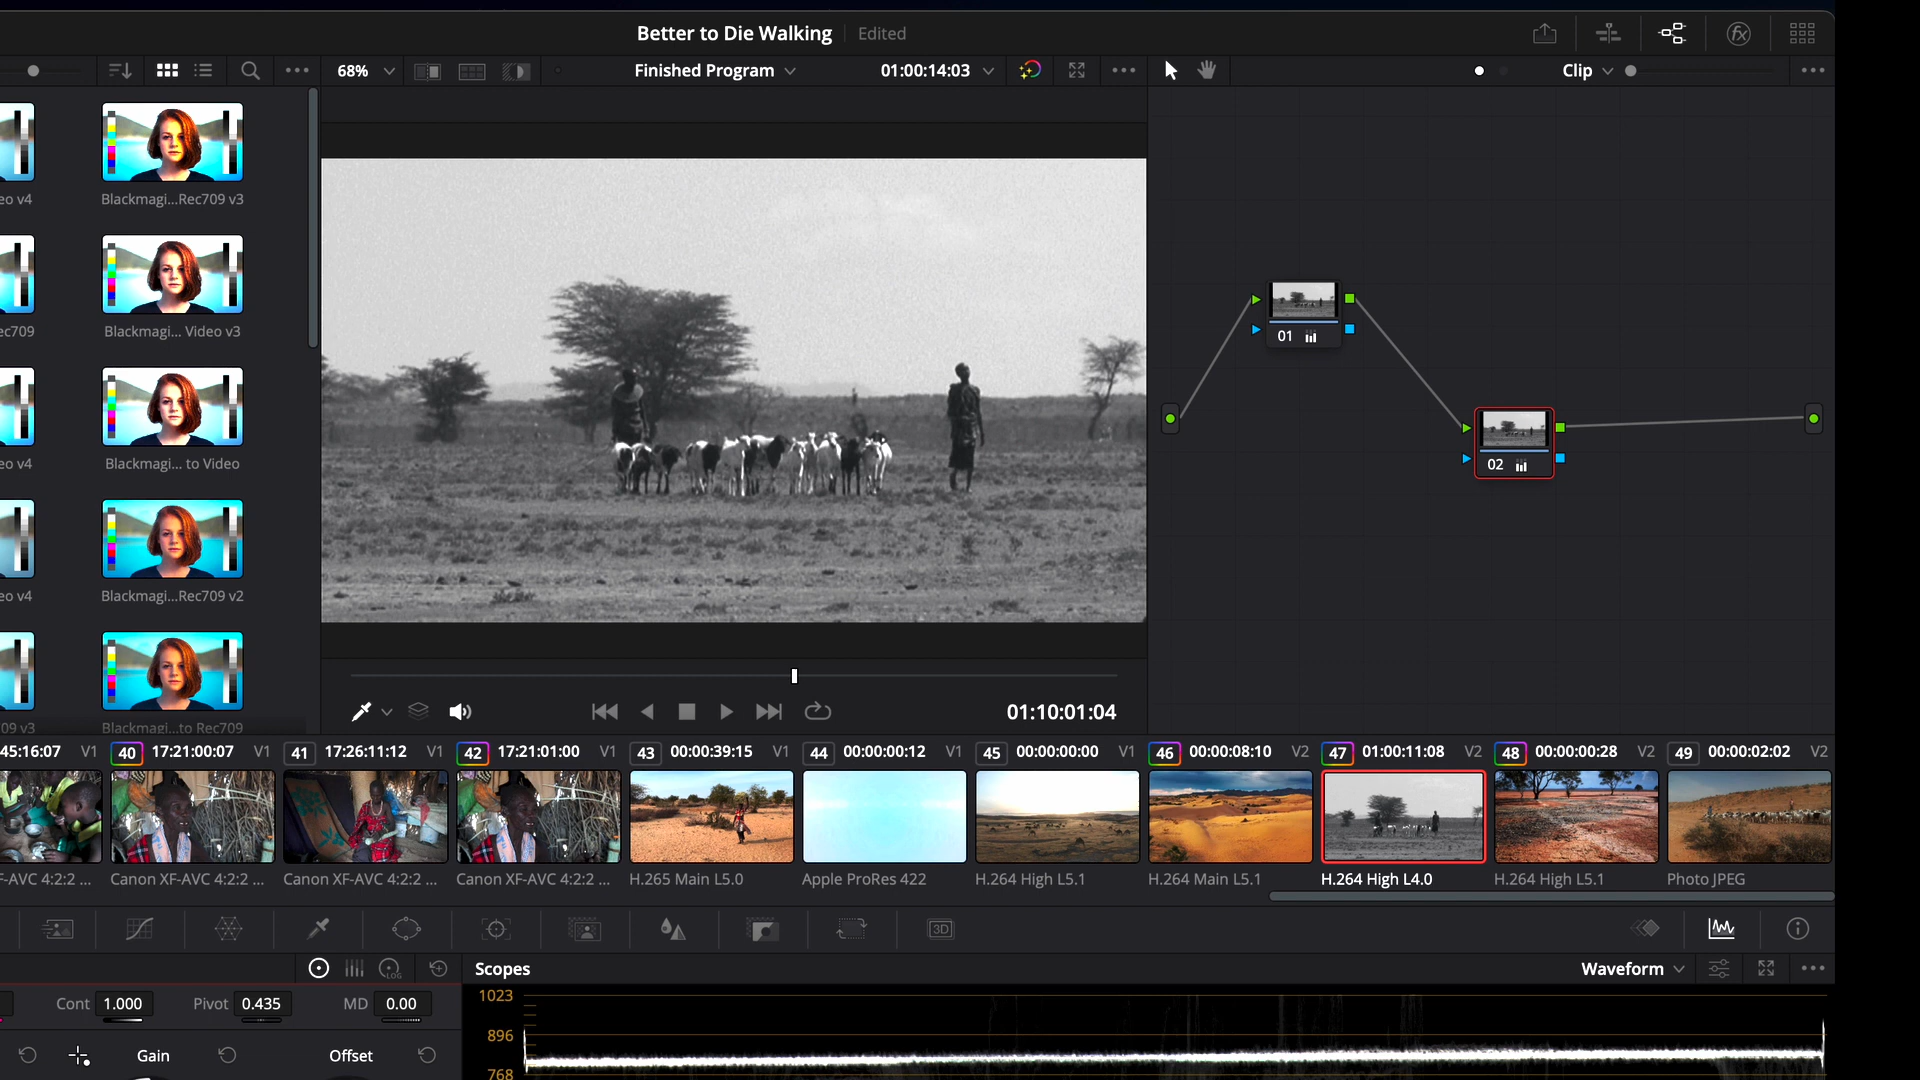 Better to Die Walking Edited
68% Finished Program 01:00:14:03 Clip
eo v4 Blackmagi...Rec709 v3
ec709 Blackmagi... Video v3
eo v4 Blackmagi... to Video
eo v4 Blackmagi...Rec709 v2
09 v3 Blackmagi...to Rec709
01
02
01:10:01:04
45:16:07 V1 40 17:21:00:07 V1 41 17:26:11:12 V1 42 17:21:01:00 V1 43 00:00:39:15 V1 44 00:00:00:12 V1 45 00:00:00:00 V1 46 00:00:08:10 V2 47 01:00:11:08 V2 48 00:00:00:28 V2 49 00:00:02:02 V2
F-AVC 4:2:2 ... Canon XF-AVC 4:2:2 ... Canon XF-AVC 4:2:2 ... Canon XF-AVC 4:2:2 ... H.265 Main L5.0 Apple ProRes 422 H.264 High L5.1 H.264 Main L5.1 H.264 High L4.0 H.264 High L5.1 Photo JPEG
3D
LOG
Scopes Waveform
Cont 1.000 Pivot 0.435 MD 0.00
1023
896
Gain Offset
768